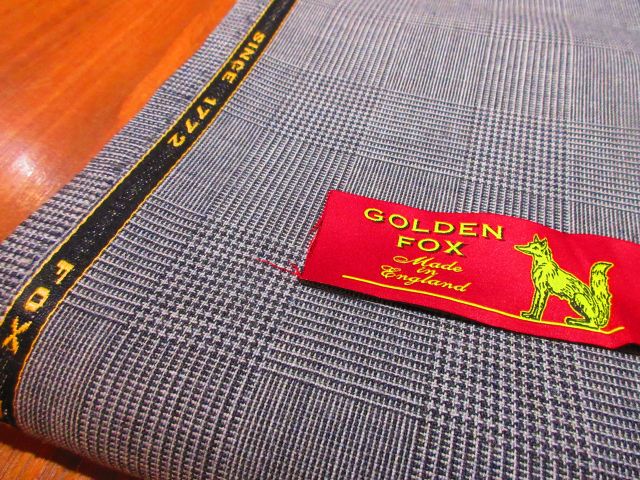 SINCE 1772
FOX
GOLDEN
FOX
Made
in
England